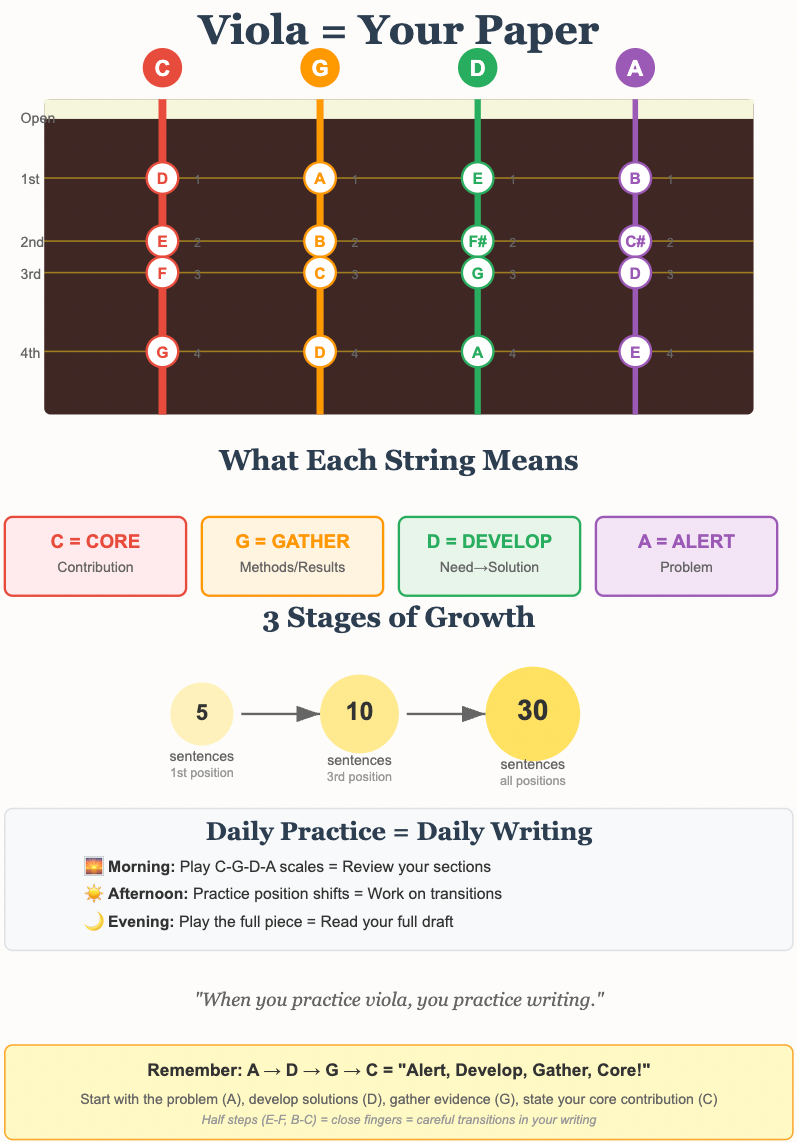 Viola = Your Paper
C G D A
Open
1st D 1 A 1 E 1 B 1
2nd E 2 B 2 F# 2 C# 2
3rd F 3 C 3 G 3 D 3
4th G 4 D 4 A 4 E 4
What Each String Means
C = CORE
Contribution
G = GATHER
Methods/Results
D = DEVELOP
Need→Solution
A = ALERT
Problem
3 Stages of Growth
5
sentences
1st position
10
sentences
3rd position
30
sentences
all positions
Daily Practice = Daily Writing
🌅 Morning: Play C-G-D-A scales = Review your sections
☀️ Afternoon: Practice position shifts = Work on transitions
🌙 Evening: Play the full piece = Read your full draft
"When you practice viola, you practice writing."
Remember: A → D → G → C = "Alert, Develop, Gather, Core!"
Start with the problem (A), develop solutions (D), gather evidence (G), state your core contribution (C)
Half steps (E-F, B-C) = close fingers = careful transitions in your writing